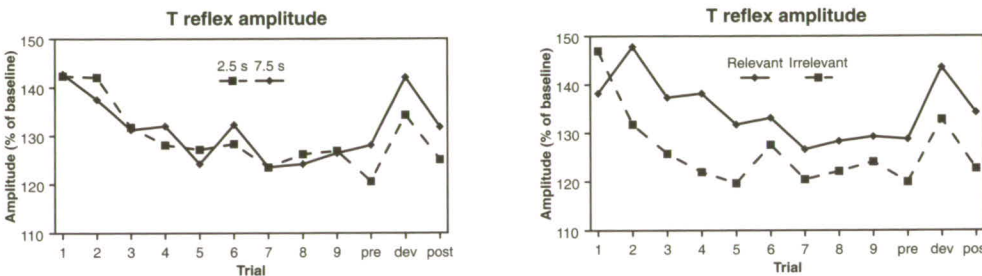 T reflex amplitude
Amplitude (% of baseline)
150
140
130
120
110
2.5 s 7.5 s
1 2 3 4 5 6 7 8 9 pre dev post
Trial
T reflex amplitude
Amplitude (% of baseline)
150
140
130
120
110
Relevant Irrelevant
1 2 3 4 5 6 7 8 9 pre dev post
Trial